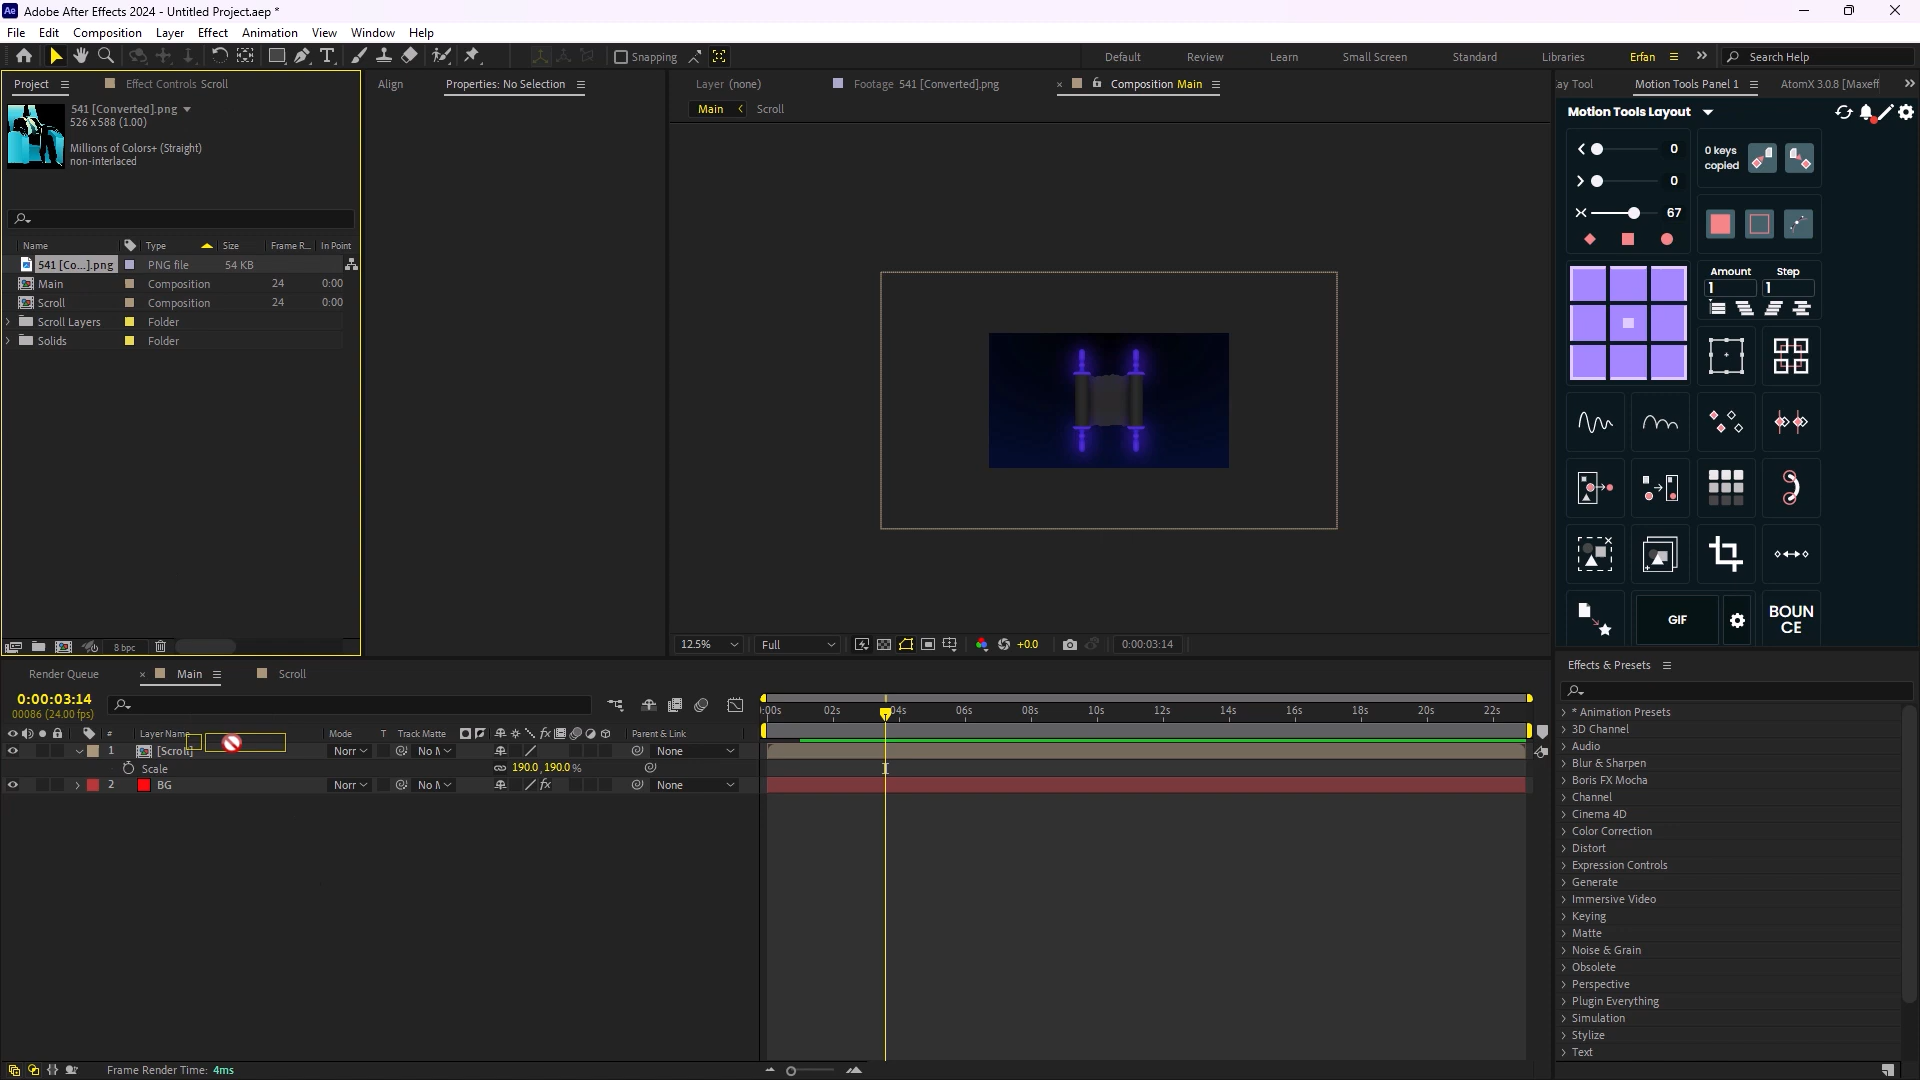 Adobe After Effects 2024 - Untitled Project.aep *
File Edit Composition Layer Effect Animation View Window Help
Snapping
Default Review Learn Small Screen Standard Libraries Erfan Search Help
Project Effect Controls Scroll
Align Properties: No Selection
Layer (none) Footage 541 [Converted].png Composition Main
Main Scroll
ay Tool Motion Tools Panel 1 AtomX 3.0.8 [Maxeff
541 [Converted].png
526 x 588 (1.00)
Millions of Colors+ (Straight)
non-interlaced
Name Type Size Frame R... In Point
541 [Co...].png PNG file 54 KB
Main Composition 24 0:00
Scroll Composition 24 0:00
Scroll Layers Folder
Solids Folder
8 bpc
12.5% Full +0.0 0:00:03:14
Motion Tools Layout
0
0
67
0 keys
copied
Amount Step
1 1
GIF
BOUN
CE
Render Queue Main Scroll
0:00:03:14
00086 (24.00 fps)
:00s 02s 04s 06s 08s 10s 12s 14s 16s 18s 20s 22s
# Layer Name Mode T Track Matte Parent & Link
1 [Scroll] Norr No M None
Scale 190.0, 190.0 %
2 BG Norr No M None
Frame Render Time: 4ms
Effects & Presets
* Animation Presets
3D Channel
Audio
Blur & Sharpen
Boris FX Mocha
Channel
Cinema 4D
Color Correction
Distort
Expression Controls
Generate
Immersive Video
Keying
Matte
Noise & Grain
Obsolete
Perspective
Plugin Everything
Simulation
Stylize
Text